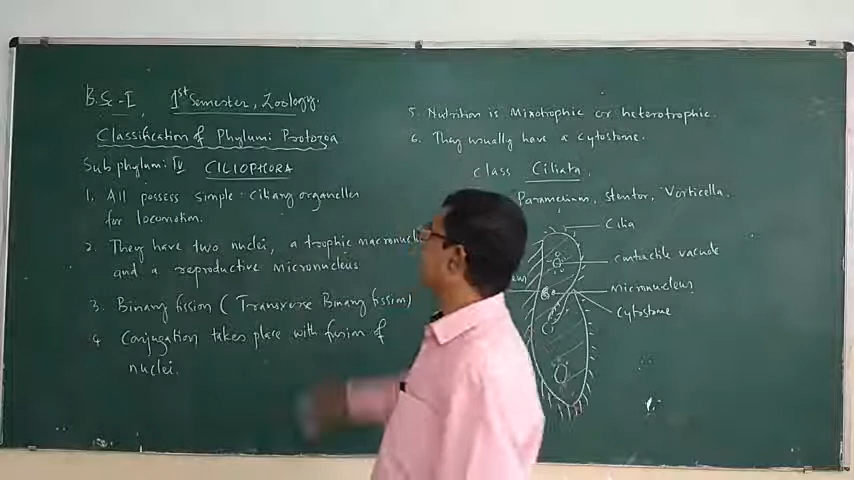 B.Sc-I, 1st Semester, Zoology.
Classification of Phylum: Protozoa
Subphylum: IV CILIOPHORA
1. All possess simple ciliary organelles
for locomotion.
2. They have two nuclei, a trophic macronucle
and a reproductive micronucleus
3. Binary fission (Transverse Binary fission)
4 Conjugation takes place with fusion of
nuclei.
5. Nutrition is Mixotrophic or heterotrophic.
6. They usually have a cytostome.
class Ciliata.
Paramecium, stentor, Vorticella.
Cilia
contractile vacuole
micronucleus
Cytostome